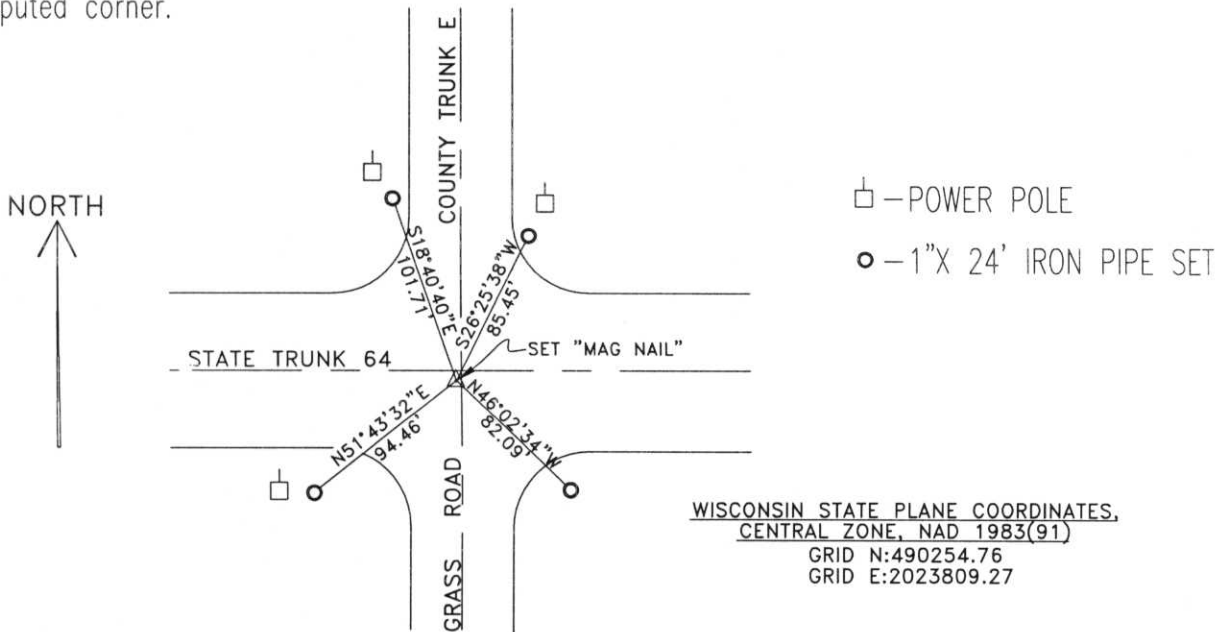 puted corner.
COUNTY TRUNK E
NORTH
S18°40'40"E
101.71'
S26°25'38"W
85.45'
-POWER POLE
-1"X 24' IRON PIPE SET
STATE TRUNK 64
SET "MAG NAIL"
N51°43'32"E
94.46'
N46°02'34"W
82.09'
GRASS ROAD
WISCONSIN STATE PLANE COORDINATES,
CENTRAL ZONE, NAD 1983(91)
GRID N:490254.76
GRID E:2023809.27